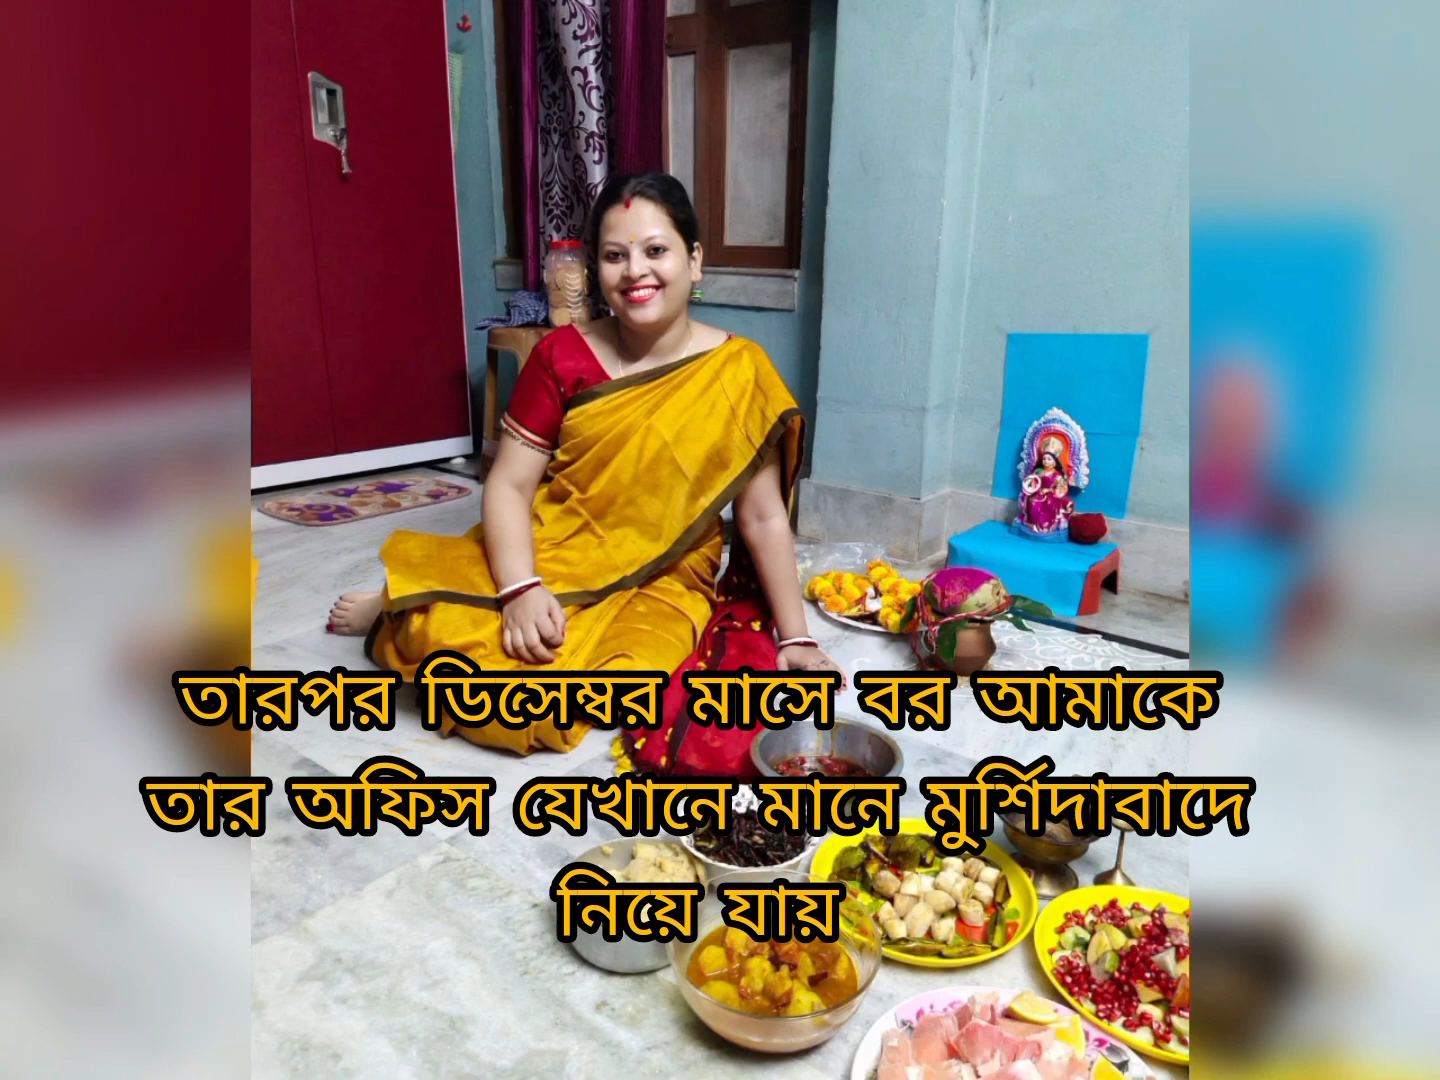 তারপর ডিসেম্বর মাসে বর আমাকে
তার অফিস যেখানে মানে মুর্শিদাবাদে
নিয়ে যায়